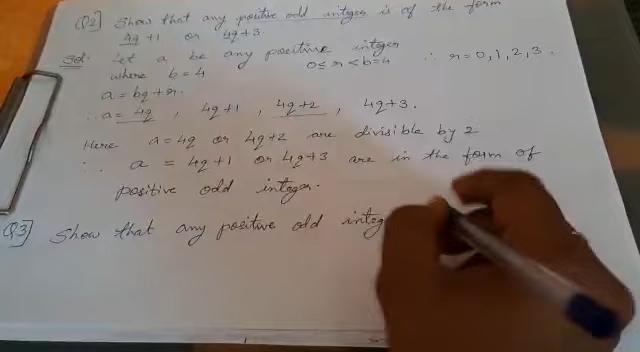 Q2] Show that any positive odd integer is of the form
4q+1 or 4q+3
Sol: Let a be any positive integer
where b=4 0≤r<b=4 ∴ r=0,1,2,3.
a=bq+r.
∴ a=4q, 4q+1, 4q+2, 4q+3.
Here a=4q or 4q+2 are divisible by 2
∴ a = 4q+1 or 4q+3 are in the form of
positive odd integer.
Q3] Show that any positive odd integ